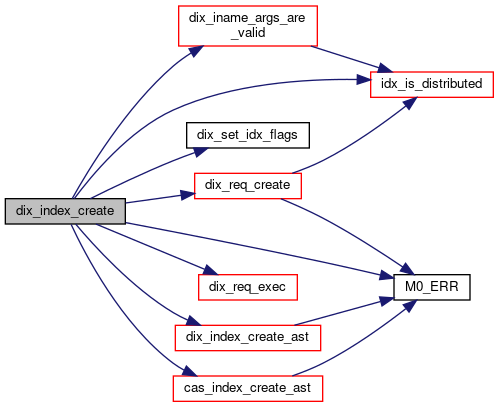 dix_iname_args_are
_valid
idx_is_distributed
dix_set_idx_flags
dix_req_create
dix_index_create
M0_ERR
dix_req_exec
dix_index_create_ast
cas_index_create_ast